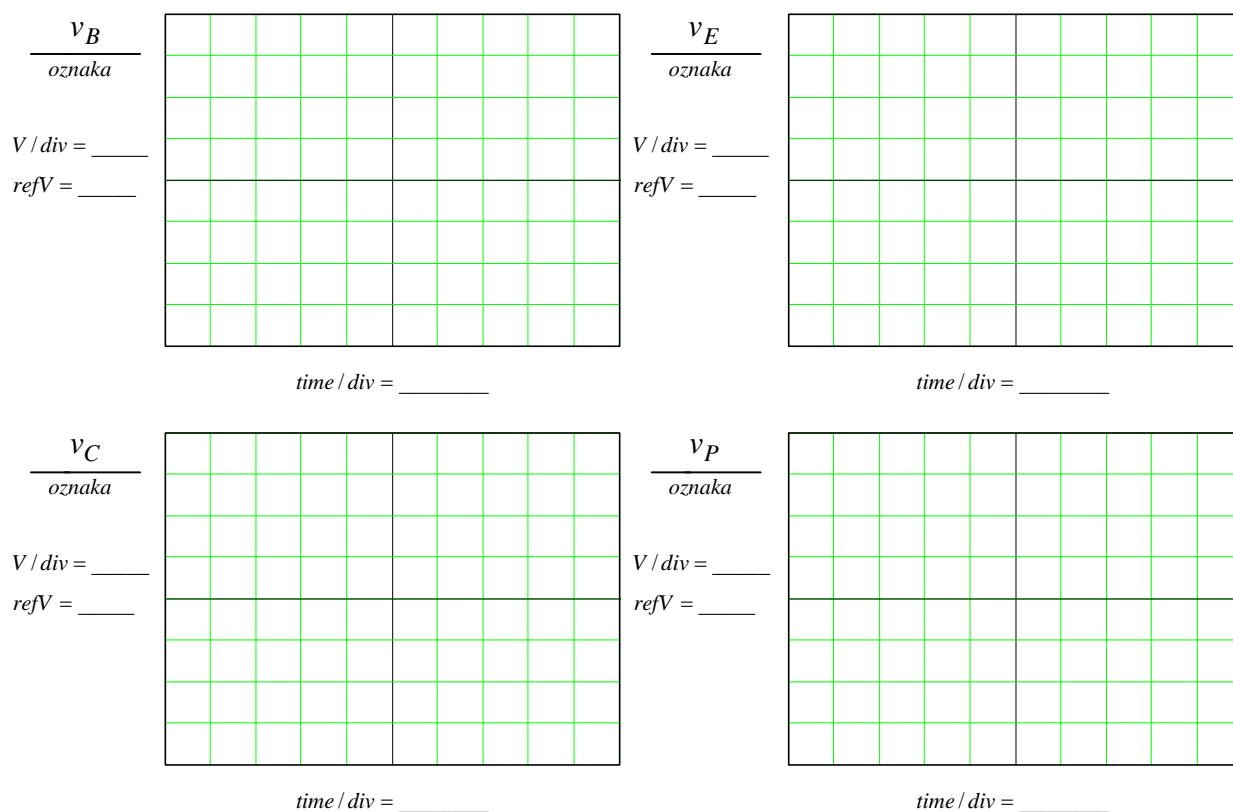 v_B
oznaka
V / div = _____
refV = _____
time / div = ________
v_E
oznaka
V / div = _____
refV = _____
time / div = ________
v_C
oznaka
V / div = _____
refV = _____
time / div = ________
v_P
oznaka
V / div = _____
refV = _____
time / div = ________